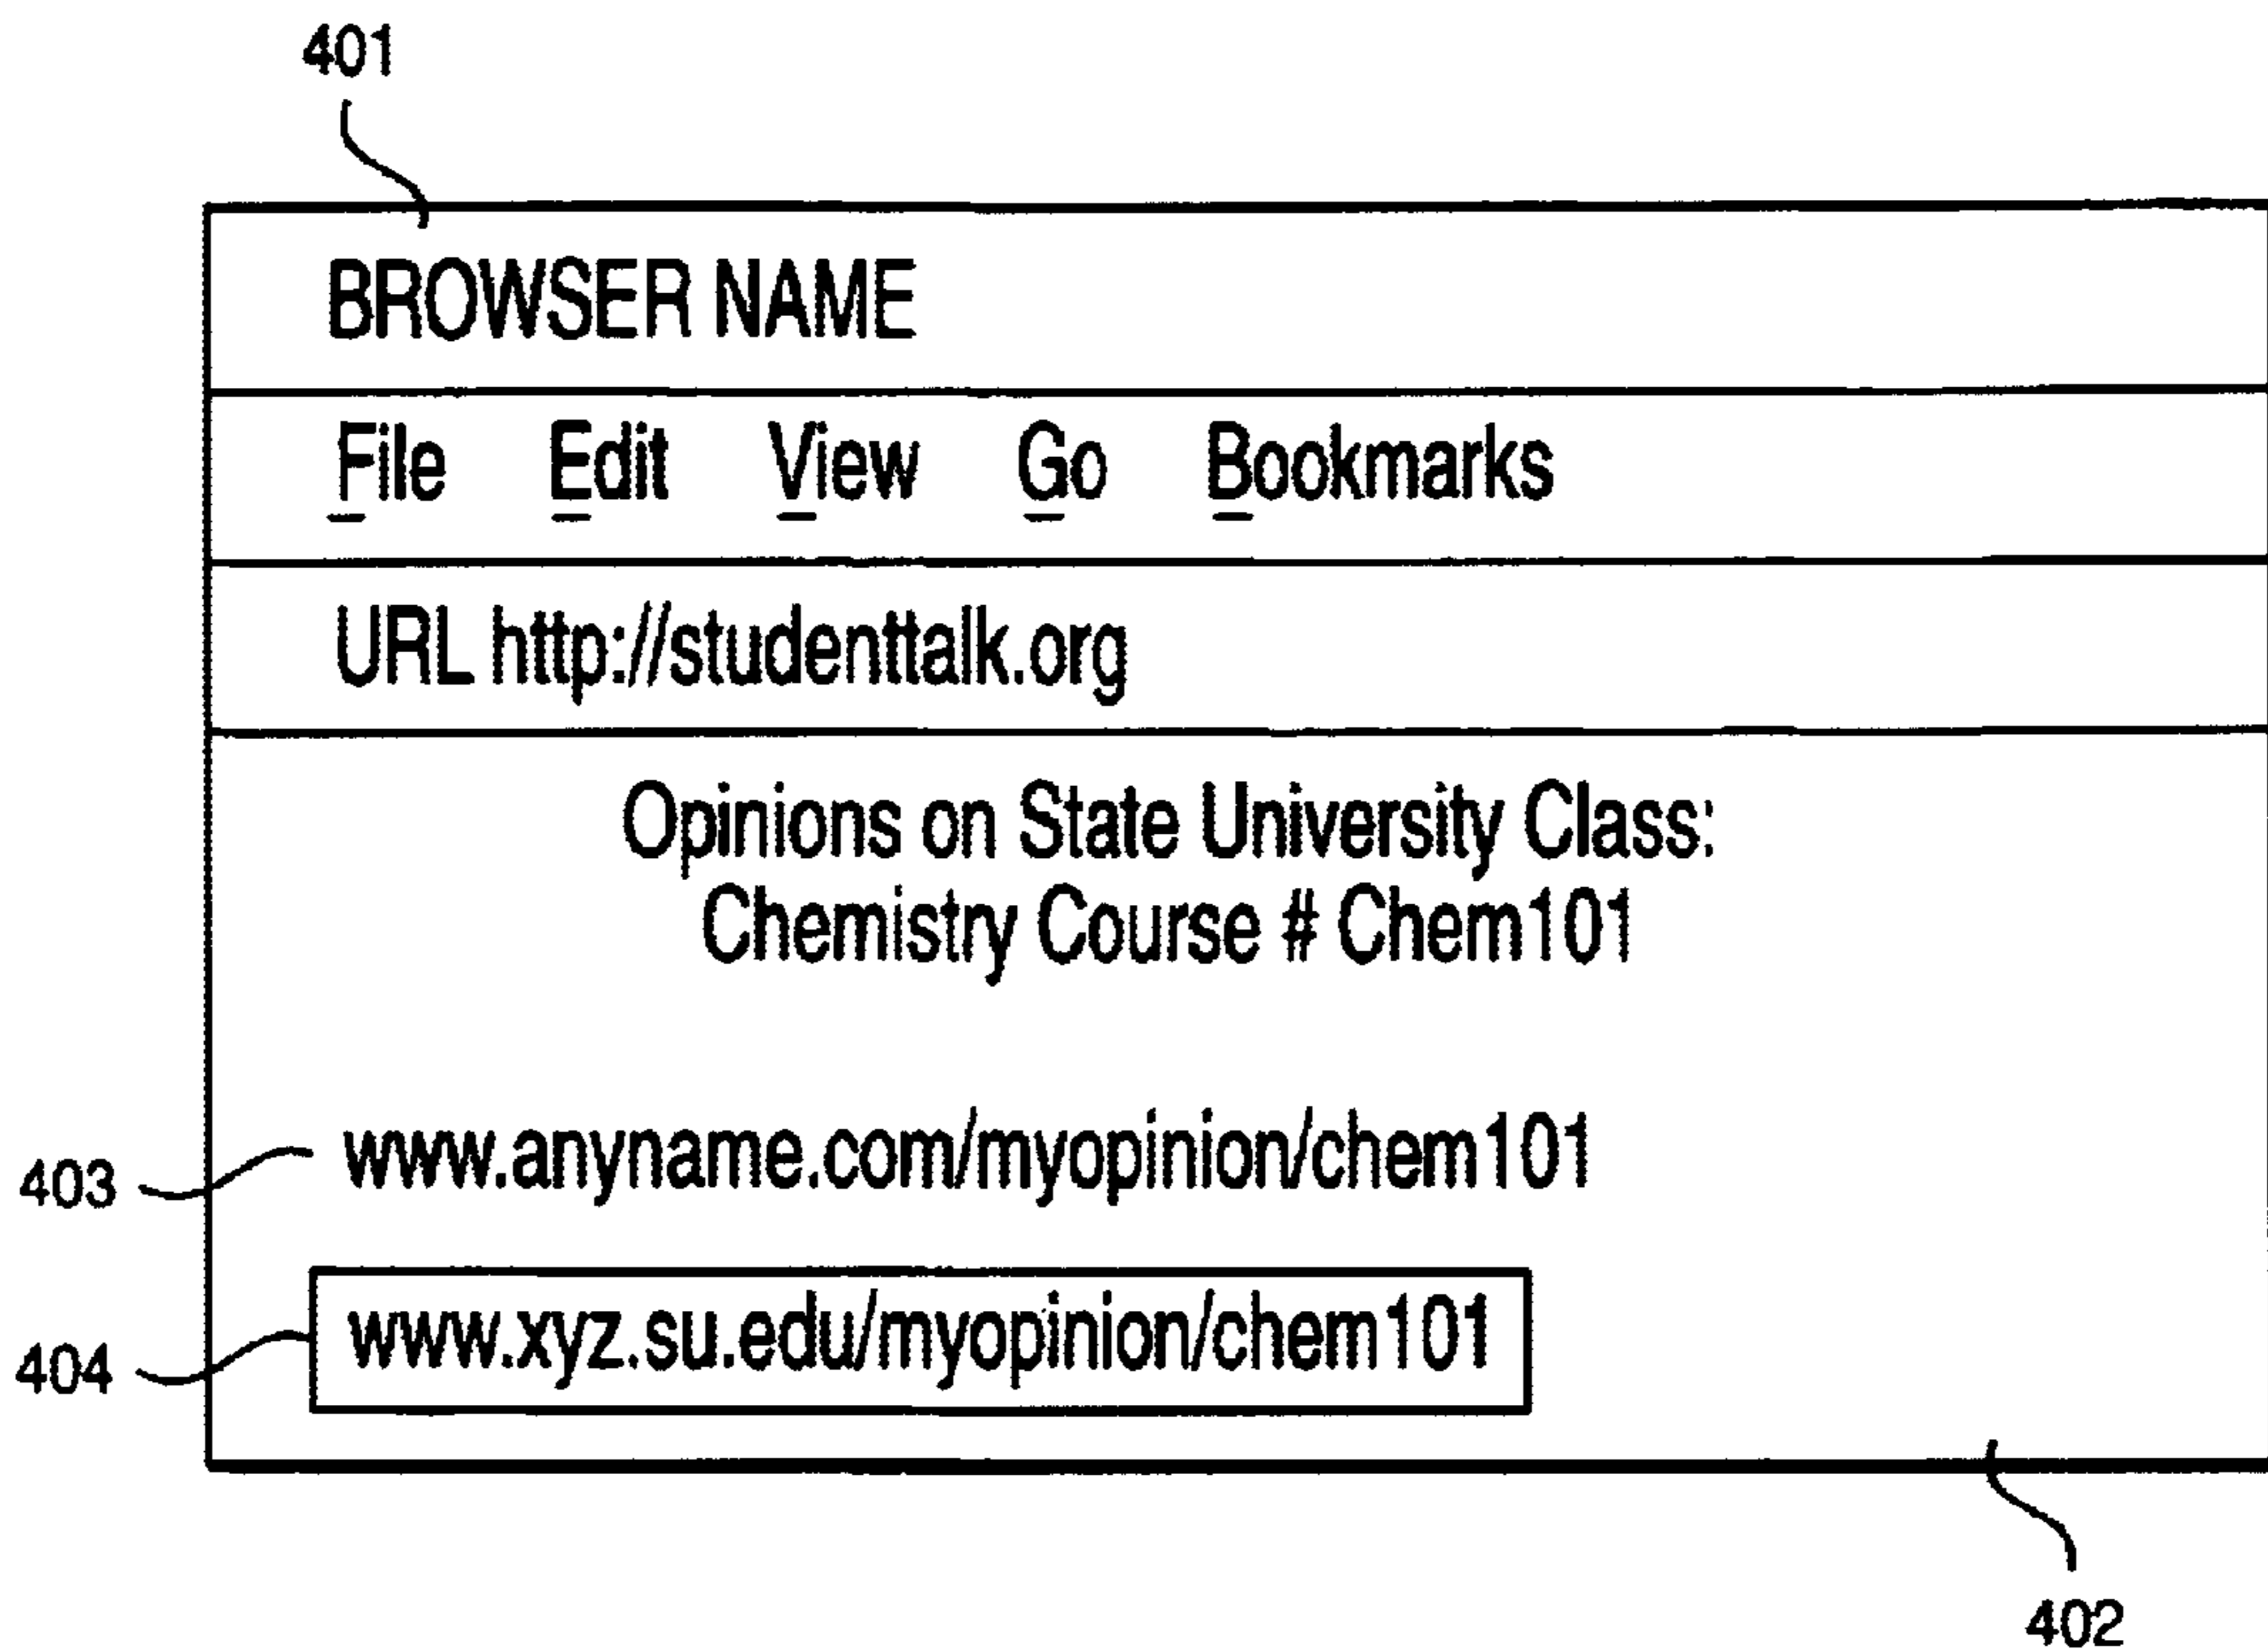 401
BROWSER NAME
File Edit View Go Bookmarks
URL http://studenttalk.org
Opinions on State University Class:
Chemistry Course # Chem101
403 www.anyname.com/myopinion/chem101
404 www.xyz.su.edu/myopinion/chem101
402